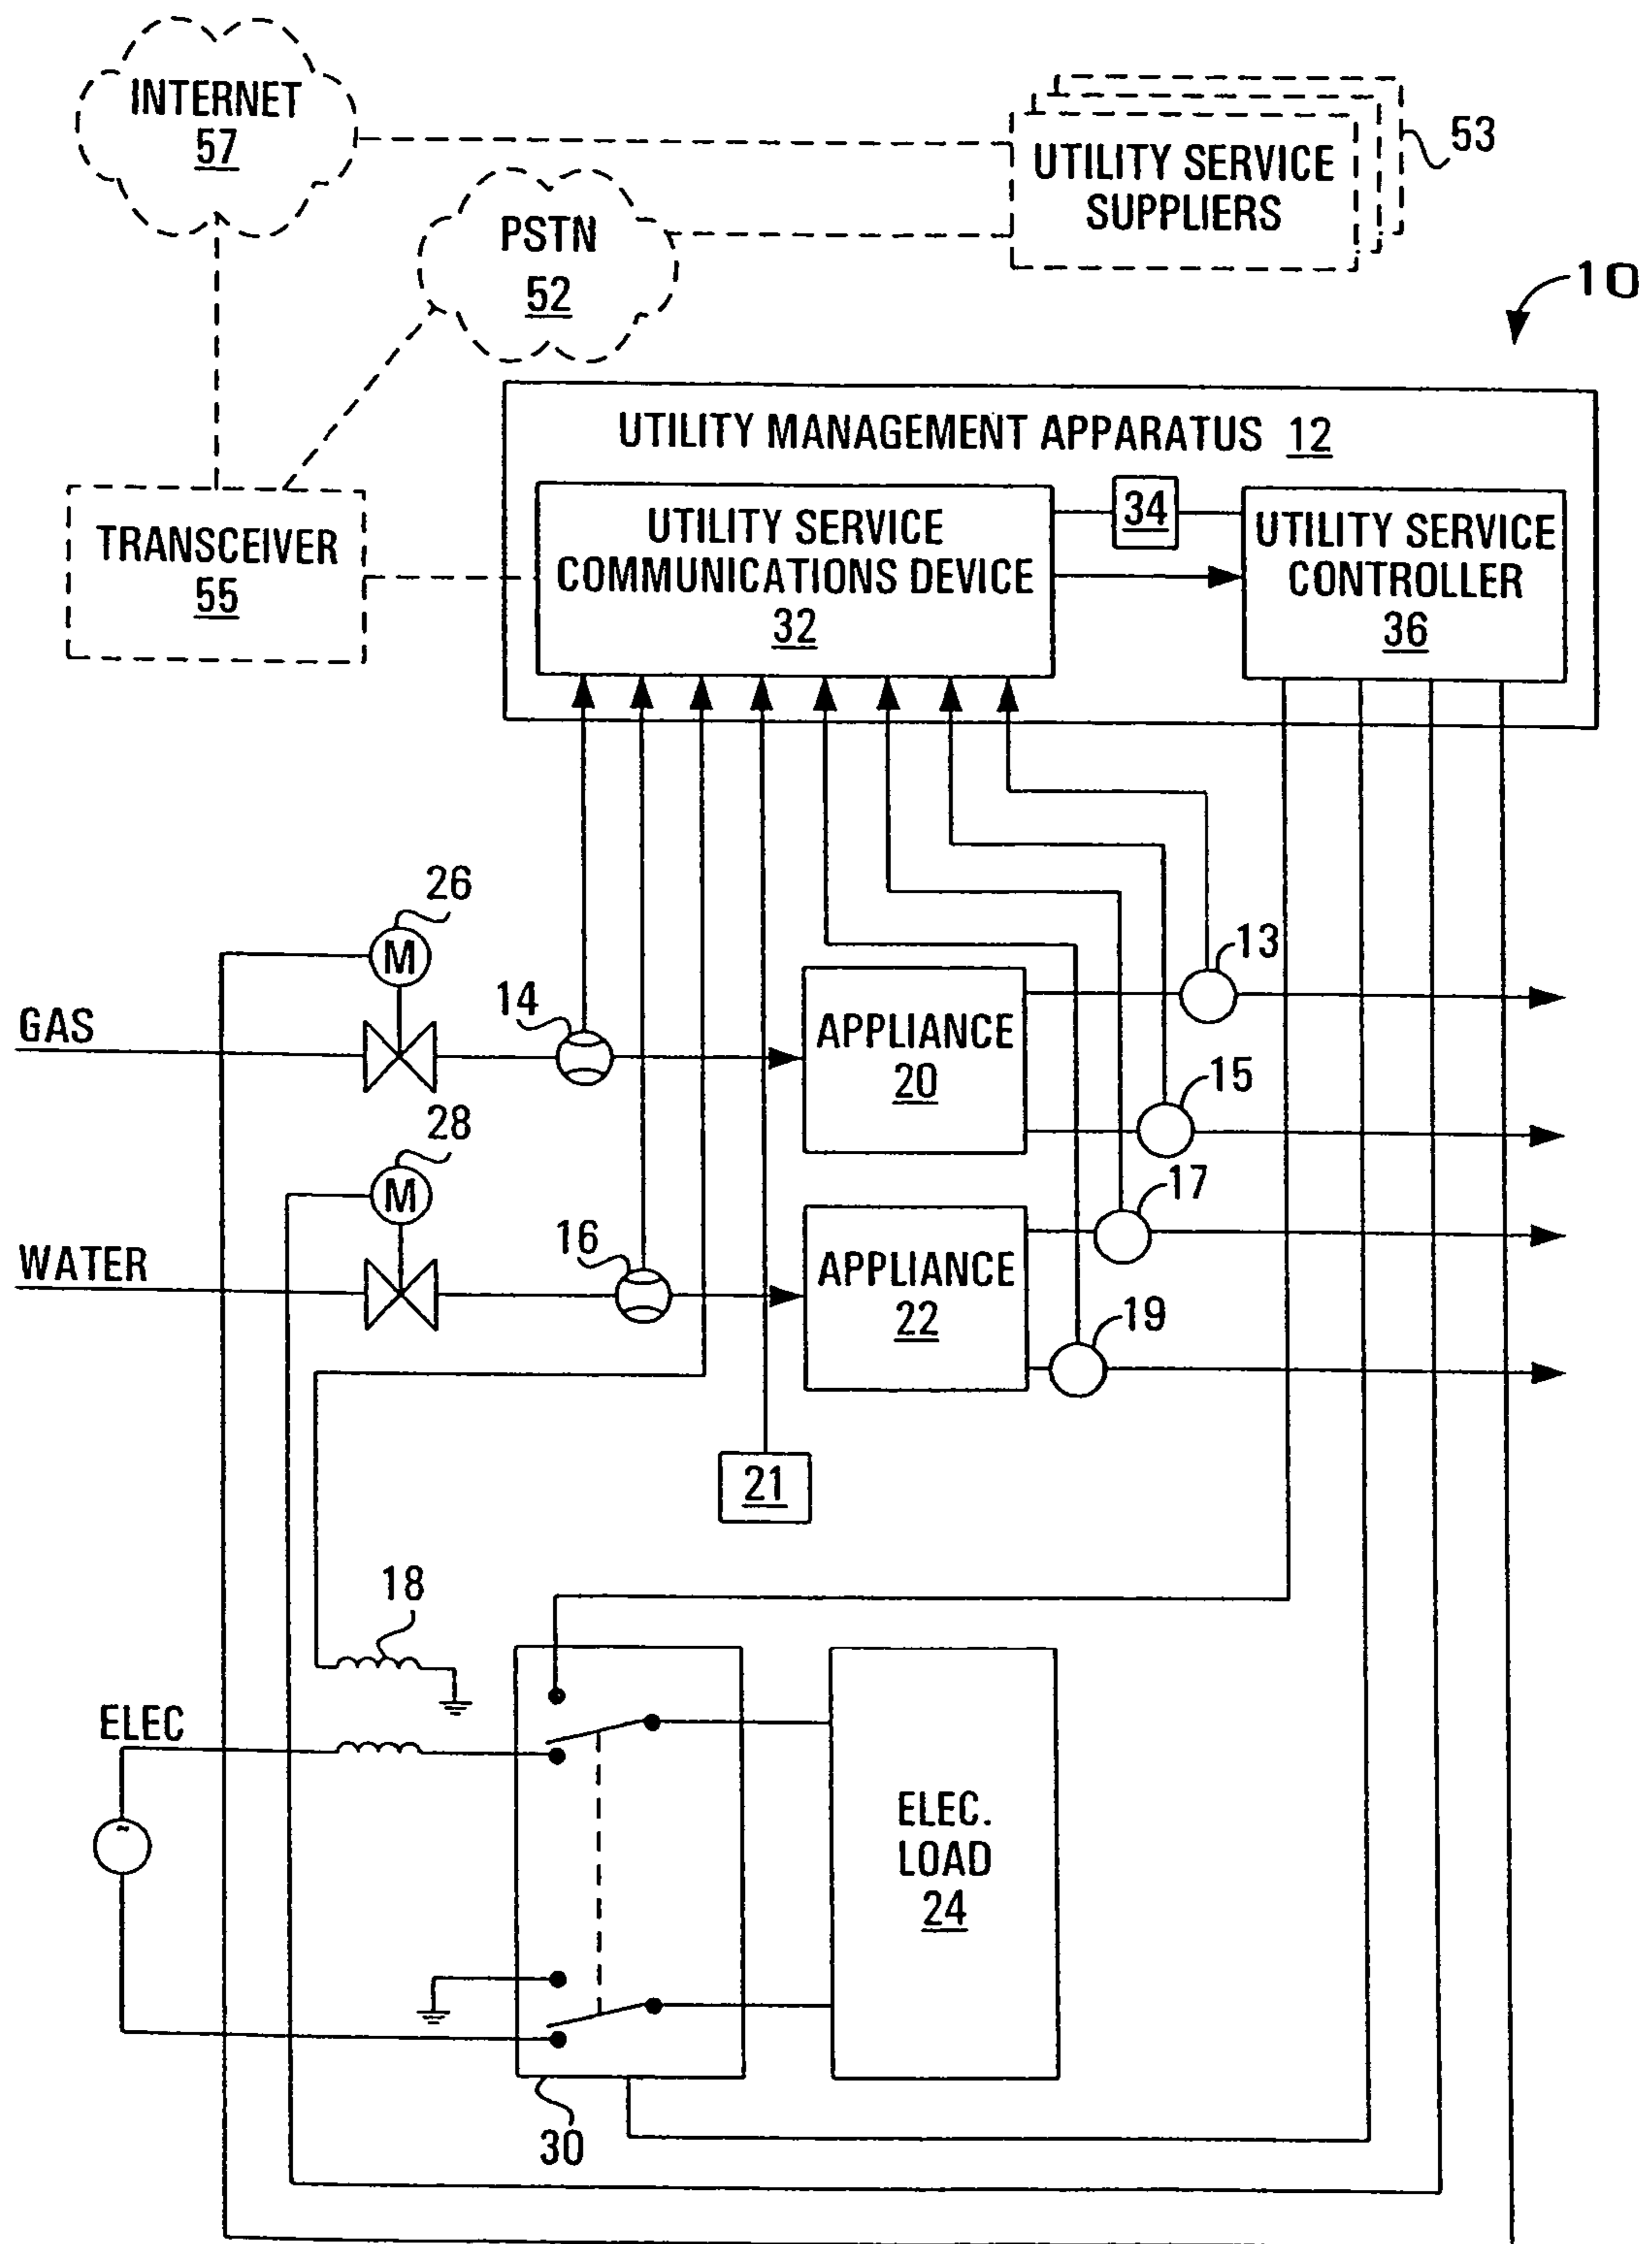 INTERNET
57
UTILITY SERVICE
SUPPLIERS
53
PSTN
52
10
UTILITY MANAGEMENT APPARATUS 12
UTILITY SERVICE
COMMUNICATIONS DEVICE
32
34
UTILITY SERVICE
CONTROLLER
36
TRANSCEIVER
55
26
M
13
14
GAS
APPLIANCE
20
15
28
M
17
16
WATER
APPLIANCE
22
19
21
18
ELEC
~
ELEC.
LOAD
24
30